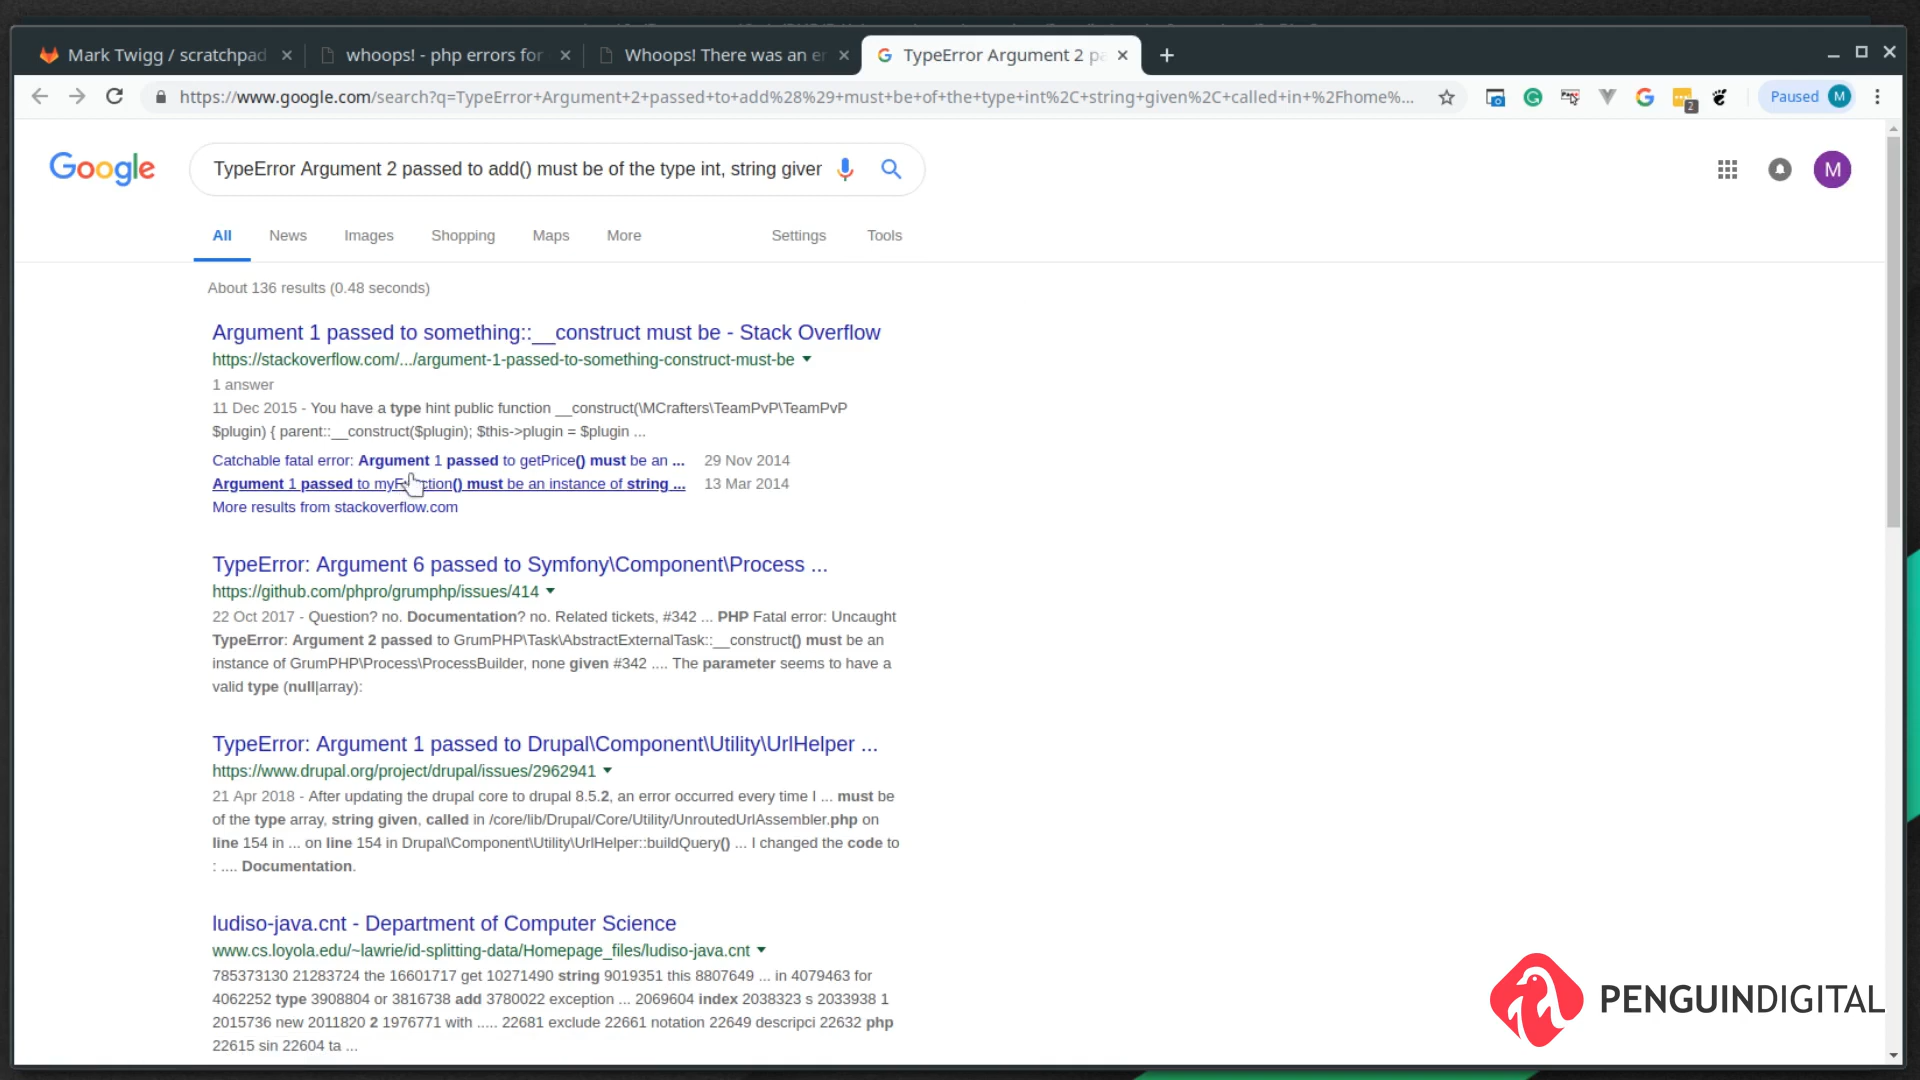 Mark Twigg / scratchpad
whoops! - php errors for
Whoops! There was an er
TypeError Argument 2 pa
https://www.google.com/search?q=TypeError+Argument+2+passed+to+add%28%29+must+be+of+the+type+int%2C+string+given%2C+called+in+%2Fhome%...
2
Paused M
Google
TypeError Argument 2 passed to add() must be of the type int, string giver
M
All News Images Shopping Maps More Settings Tools
About 136 results (0.48 seconds)
Argument 1 passed to something::__construct must be - Stack Overflow
https://stackoverflow.com/.../argument-1-passed-to-something-construct-must-be
1 answer
11 Dec 2015 - You have a type hint public function __construct(\MCrafters\TeamPvP\TeamPvP
$plugin) { parent::__construct($plugin); $this->plugin = $plugin ...
Catchable fatal error: Argument 1 passed to getPrice() must be an ... 29 Nov 2014
Argument 1 passed to myFunction() must be an instance of string ... 13 Mar 2014
More results from stackoverflow.com
TypeError: Argument 6 passed to Symfony\Component\Process ...
https://github.com/phpro/grumphp/issues/414
22 Oct 2017 - Question? no. Documentation? no. Related tickets, #342 ... PHP Fatal error: Uncaught
TypeError: Argument 2 passed to GrumPHP\Task\AbstractExternalTask::__construct() must be an
instance of GrumPHP\Process\ProcessBuilder, none given #342 .... The parameter seems to have a
valid type (null|array):
TypeError: Argument 1 passed to Drupal\Component\Utility\UrlHelper ...
https://www.drupal.org/project/drupal/issues/2962941
21 Apr 2018 - After updating the drupal core to drupal 8.5.2, an error occurred every time I ... must be
of the type array, string given, called in /core/lib/Drupal/Core/Utility/UnroutedUrlAssembler.php on
line 154 in ... on line 154 in Drupal\Component\Utility\UrlHelper::buildQuery() ... I changed the code to
: .... Documentation.
ludiso-java.cnt - Department of Computer Science
www.cs.loyola.edu/~lawrie/id-splitting-data/Homepage_files/ludiso-java.cnt
785373130 21283724 the 16601717 get 10271490 string 9019351 this 8807649 ... in 4079463 for
4062252 type 3908804 or 3816738 add 3780022 exception ... 2069604 index 2038323 s 2033938 1
2015736 new 2011820 2 1976771 with ..... 22681 exclude 22661 notation 22649 descripci 22632 php
22615 sin 22604 ta ...
PENGUINDIGITAL